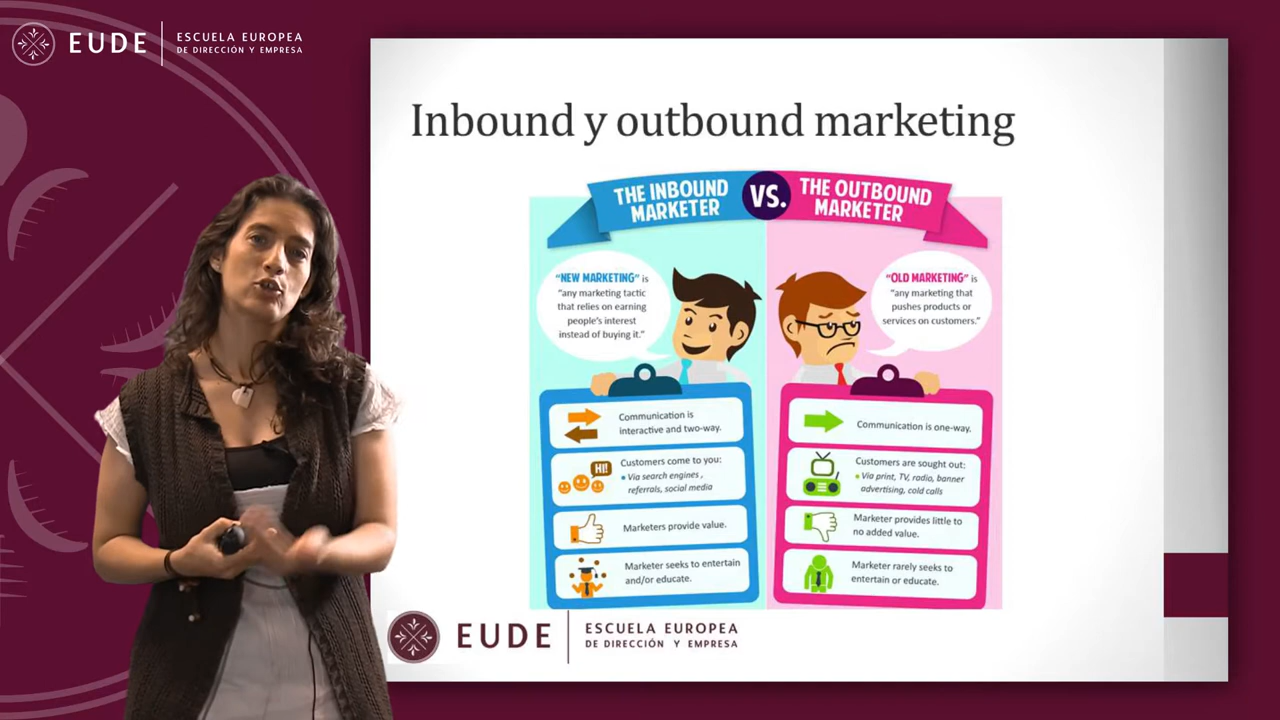 EUDE
ESCUELA EUROPEA
DE DIRECCIÓN Y EMPRESA
Inbound y outbound marketing
THE INBOUND
MARKETER
VS.
THE OUTBOUND
MARKETER
"NEW MARKETING" is
"any marketing tactic
that relies on earning
people's interest
instead of buying it."
"OLD MARKETING" is
"any marketing that
pushes products or
services on customers."
Communication is
interactive and two-way.
HI!
Customers come to you:
• Via search engines ,
referrals, social media
Marketers provide value.
Marketer seeks to entertain
and/or educate.
Communication is one-way.
Customers are sought out:
• Via print, TV, radio, banner
advertising, cold calls
Marketer provides little to
no added value.
Marketer rarely seeks to
entertain or educate.
EUDE
ESCUELA EUROPEA
DE DIRECCIÓN Y EMPRESA